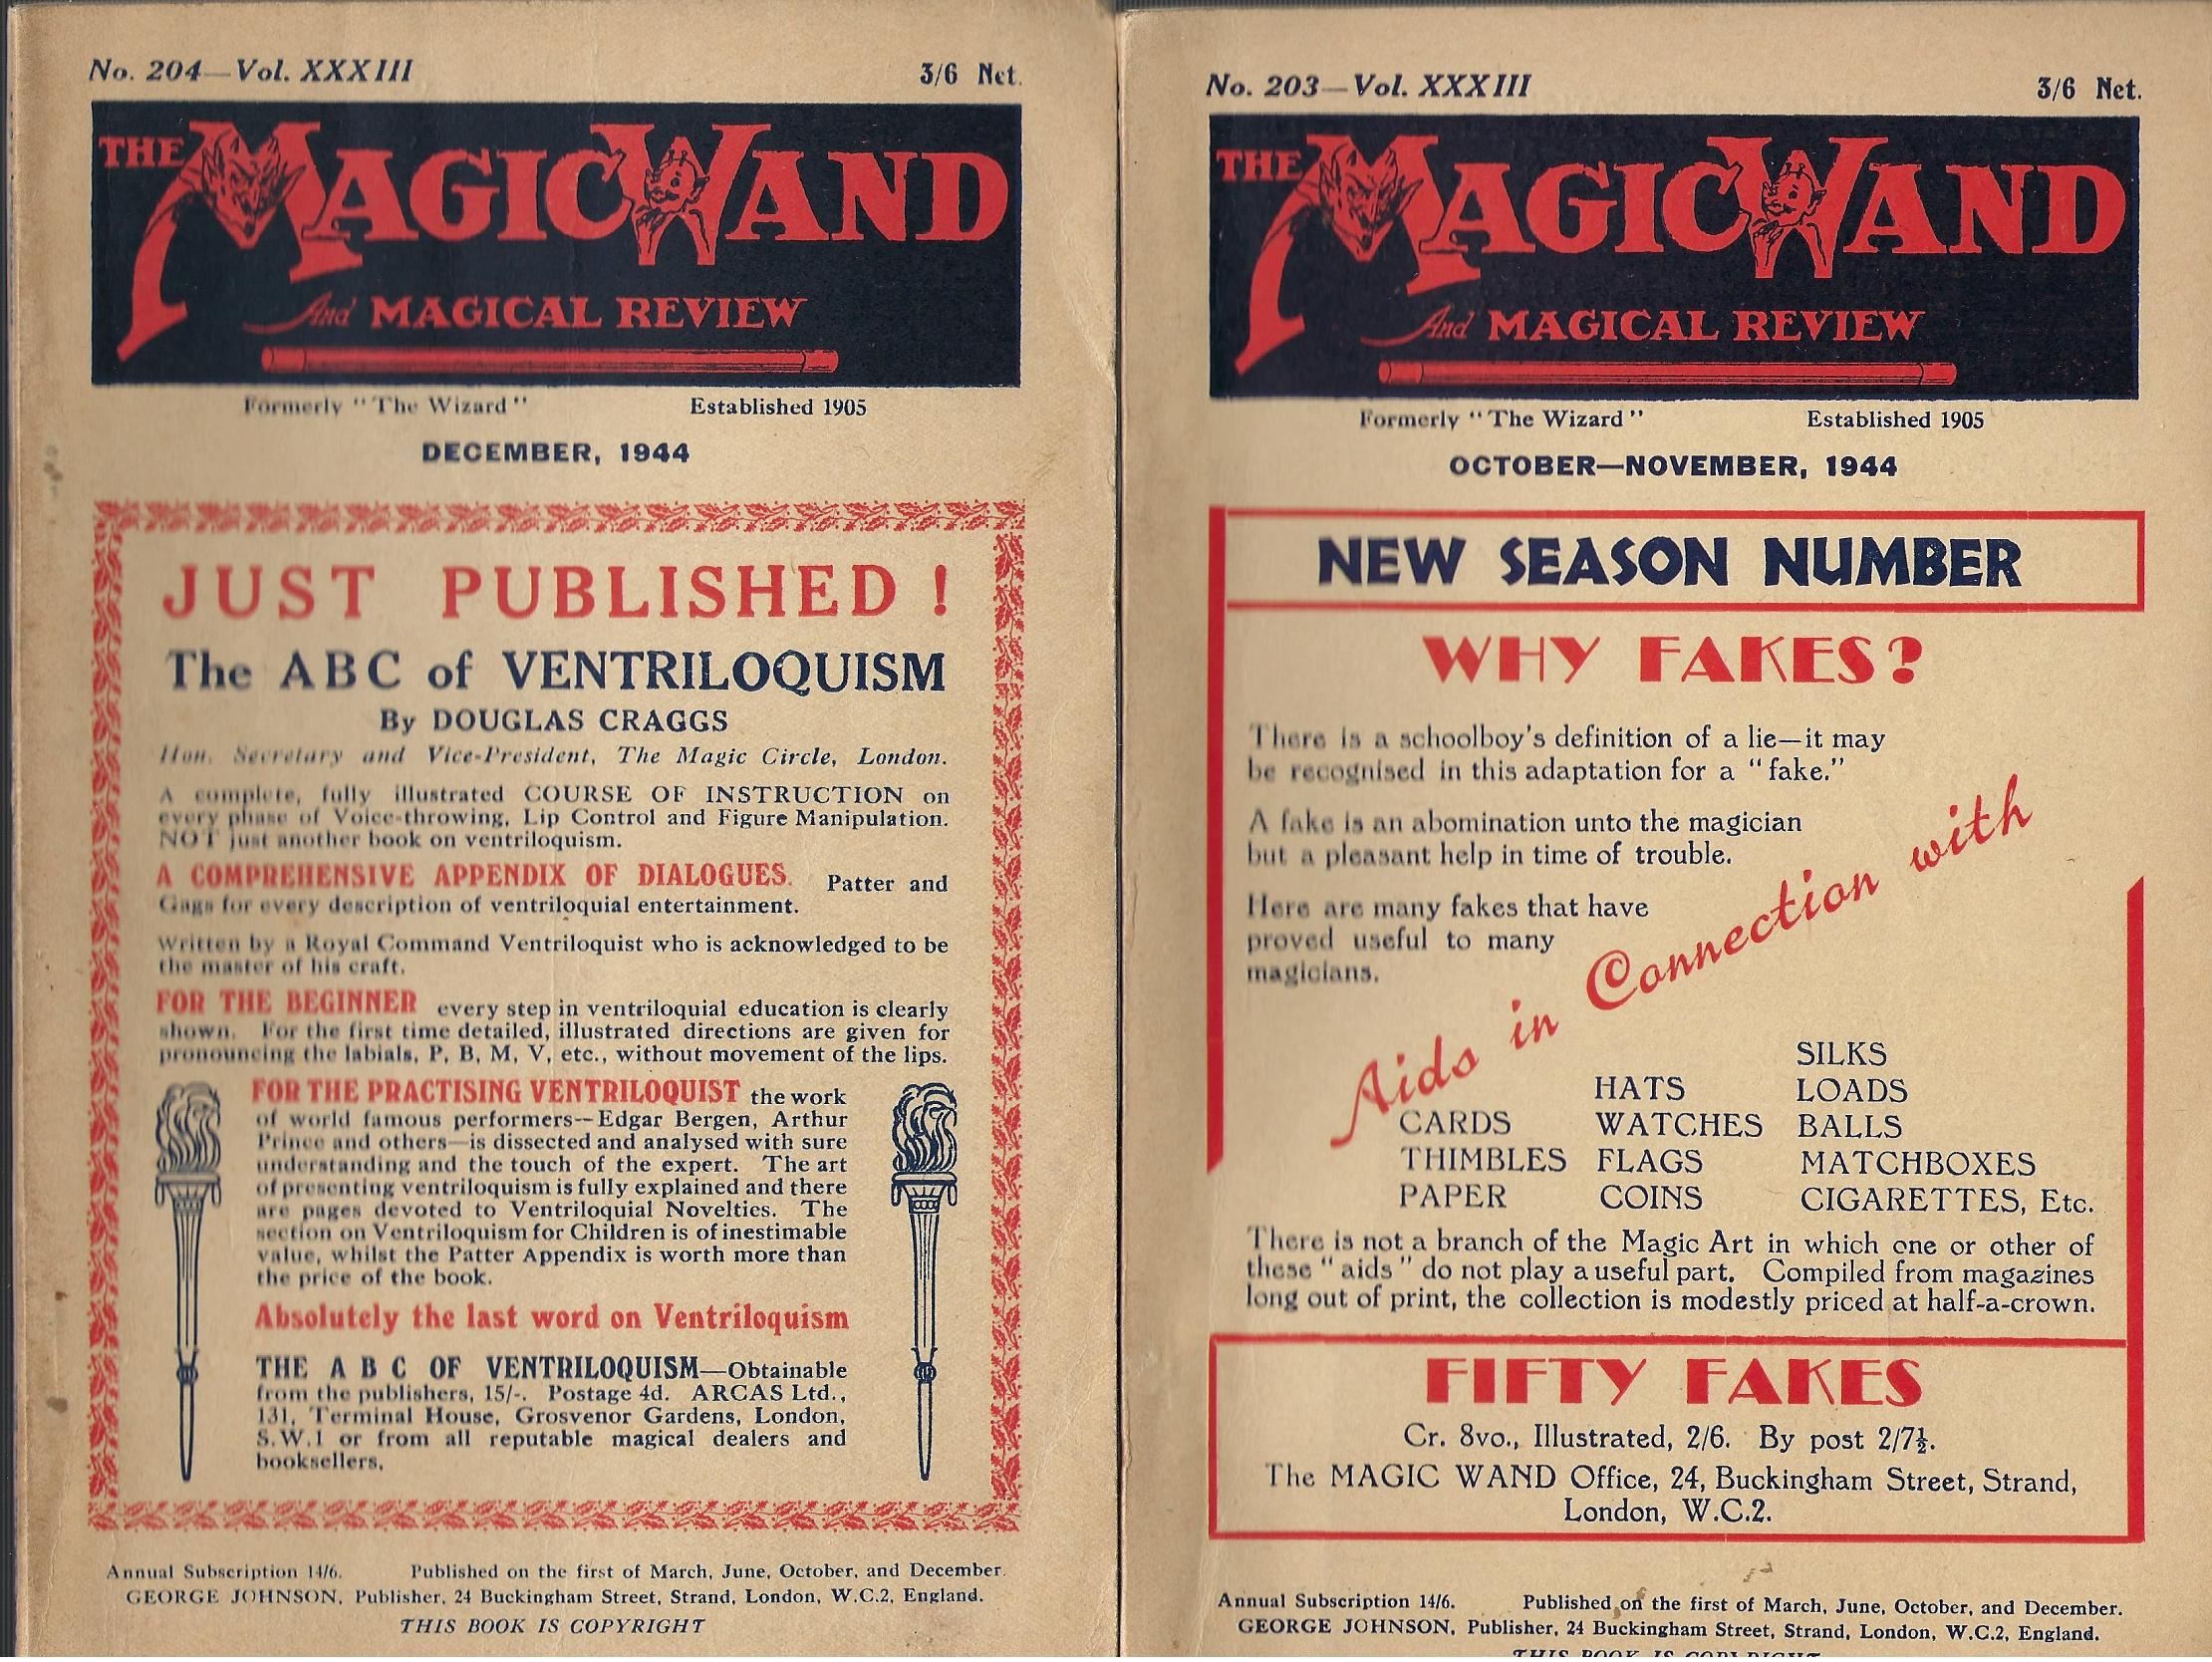 No. 204—Vol. XXXIII 3/6 Net.
THE MAGIC WAND
And MAGICAL REVIEW
Formerly "The Wizard" Established 1905
DECEMBER, 1944
JUST PUBLISHED !
The ABC of VENTRILOQUISM
By DOUGLAS CRAGGS
Hon. Secretary and Vice-President, The Magic Circle, London.
A complete, fully illustrated COURSE OF INSTRUCTION on
every phase of Voice-throwing, Lip Control and Figure Manipulation.
NOT just another book on ventriloquism.
A COMPREHENSIVE APPENDIX OF DIALOGUES. Patter and
Gags for every description of ventriloquial entertainment.
Written by a Royal Command Ventriloquist who is acknowledged to be
the master of his craft.
FOR THE BEGINNER every step in ventriloquial education is clearly
shown. For the first time detailed, illustrated directions are given for
pronouncing the labials, P, B, M, V, etc., without movement of the lips.
FOR THE PRACTISING VENTRILOQUIST the work
of world famous performers—Edgar Bergen, Arthur
Prince and others—is dissected and analysed with sure
understanding and the touch of the expert. The art
of presenting ventriloquism is fully explained and there
are pages devoted to Ventriloquial Novelties. The
section on Ventriloquism for Children is of inestimable
value, whilst the Patter Appendix is worth more than
the price of the book.
Absolutely the last word on Ventriloquism
THE A B C OF VENTRILOQUISM—Obtainable
from the publishers, 15/-. Postage 4d. ARCAS Ltd.,
131, Terminal House, Grosvenor Gardens, London,
S.W.1 or from all reputable magical dealers and
booksellers.
Annual Subscription 14/6. Published on the first of March, June, October, and December.
GEORGE JOHNSON, Publisher, 24 Buckingham Street, Strand, London, W.C.2, England.
THIS BOOK IS COPYRIGHT
No. 203—Vol. XXXIII 3/6 Net.
THE MAGIC WAND
And MAGICAL REVIEW
Formerly "The Wizard" Established 1905
OCTOBER—NOVEMBER, 1944
NEW SEASON NUMBER
WHY FAKES?
There is a schoolboy's definition of a lie—it may
be recognised in this adaptation for a "fake."
A fake is an abomination unto the magician
but a pleasant help in time of trouble.
Here are many fakes that have
proved useful to many
magicians.
Aids in Connection with
SILKS
HATS LOADS
CARDS WATCHES BALLS
THIMBLES FLAGS MATCHBOXES
PAPER COINS CIGARETTES, Etc.
There is not a branch of the Magic Art in which one or other of
these "aids" do not play a useful part. Compiled from magazines
long out of print, the collection is modestly priced at half-a-crown.
FIFTY FAKES
Cr. 8vo., Illustrated, 2/6. By post 2/7½.
The MAGIC WAND Office, 24, Buckingham Street, Strand,
London, W.C.2.
Annual Subscription 14/6. Published on the first of March, June, October, and December.
GEORGE JOHNSON, Publisher, 24 Buckingham Street, Strand, London, W.C.2, England.
THIS BOOK IS COPYRIGHT